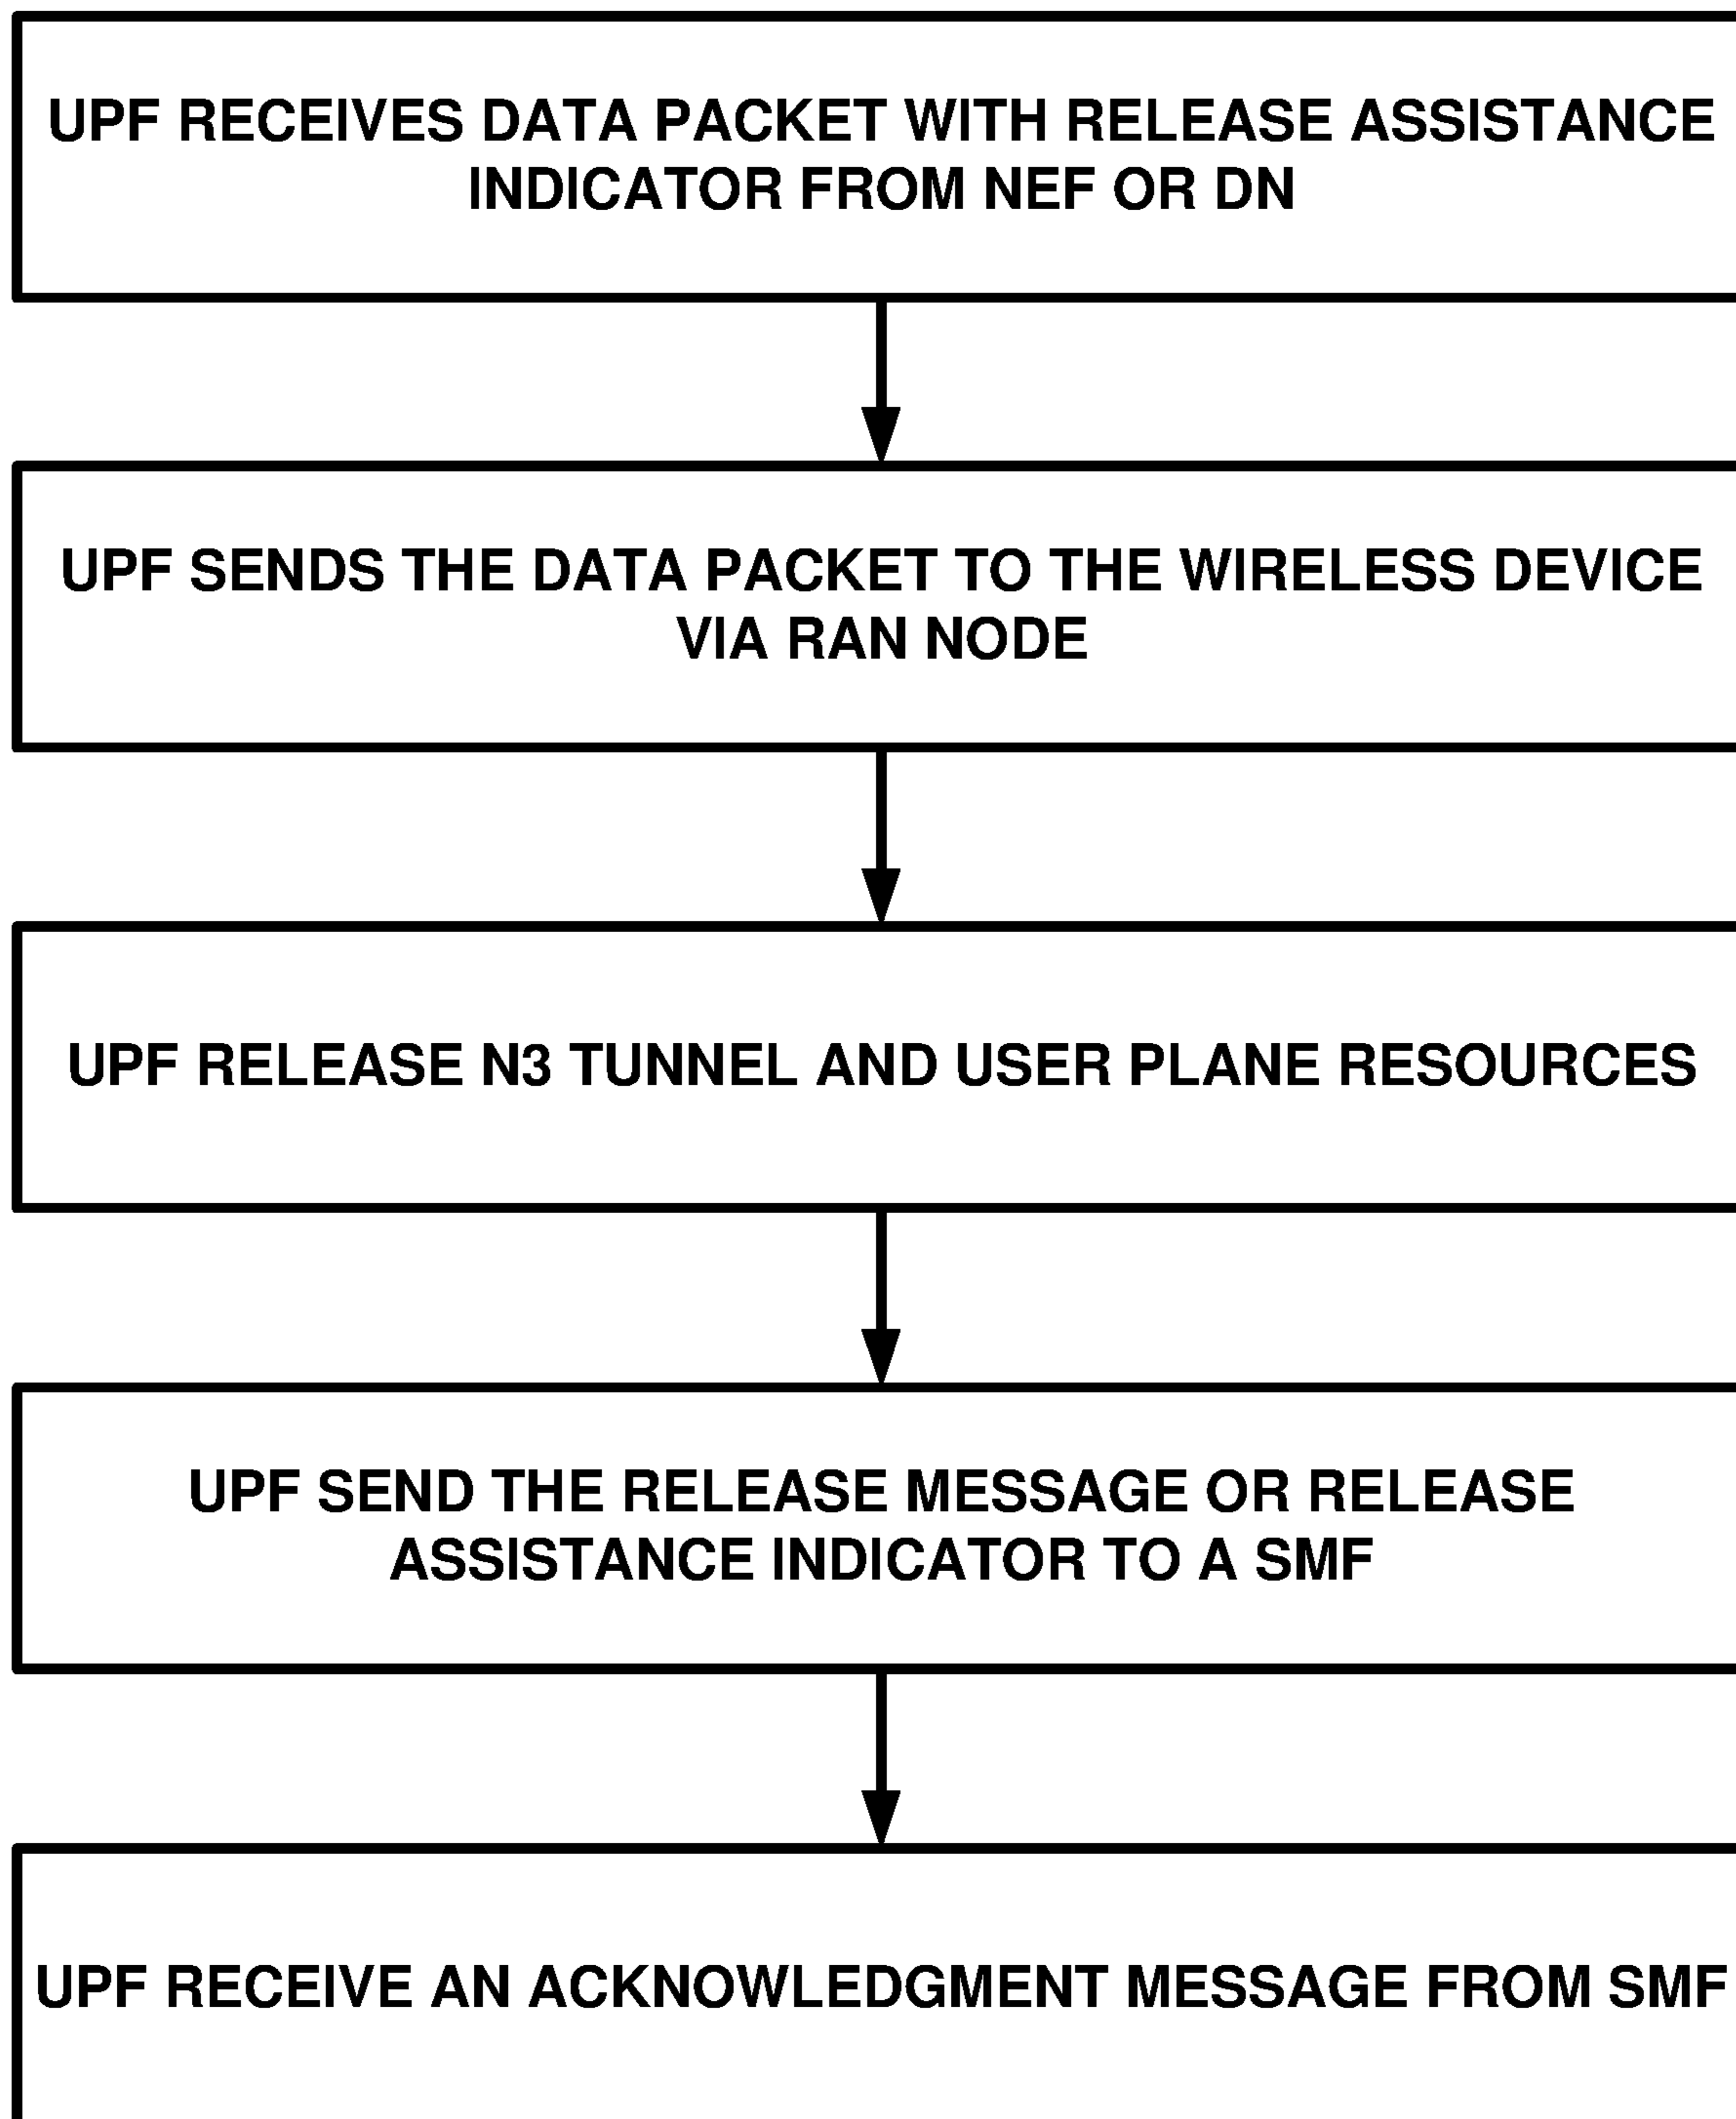 UPF RECEIVES DATA PACKET WITH RELEASE ASSISTANCE
INDICATOR FROM NEF OR DN
UPF SENDS THE DATA PACKET TO THE WIRELESS DEVICE
VIA RAN NODE
UPF RELEASE N3 TUNNEL AND USER PLANE RESOURCES
UPF SEND THE RELEASE MESSAGE OR RELEASE
ASSISTANCE INDICATOR TO A SMF
UPF RECEIVE AN ACKNOWLEDGMENT MESSAGE FROM SMF